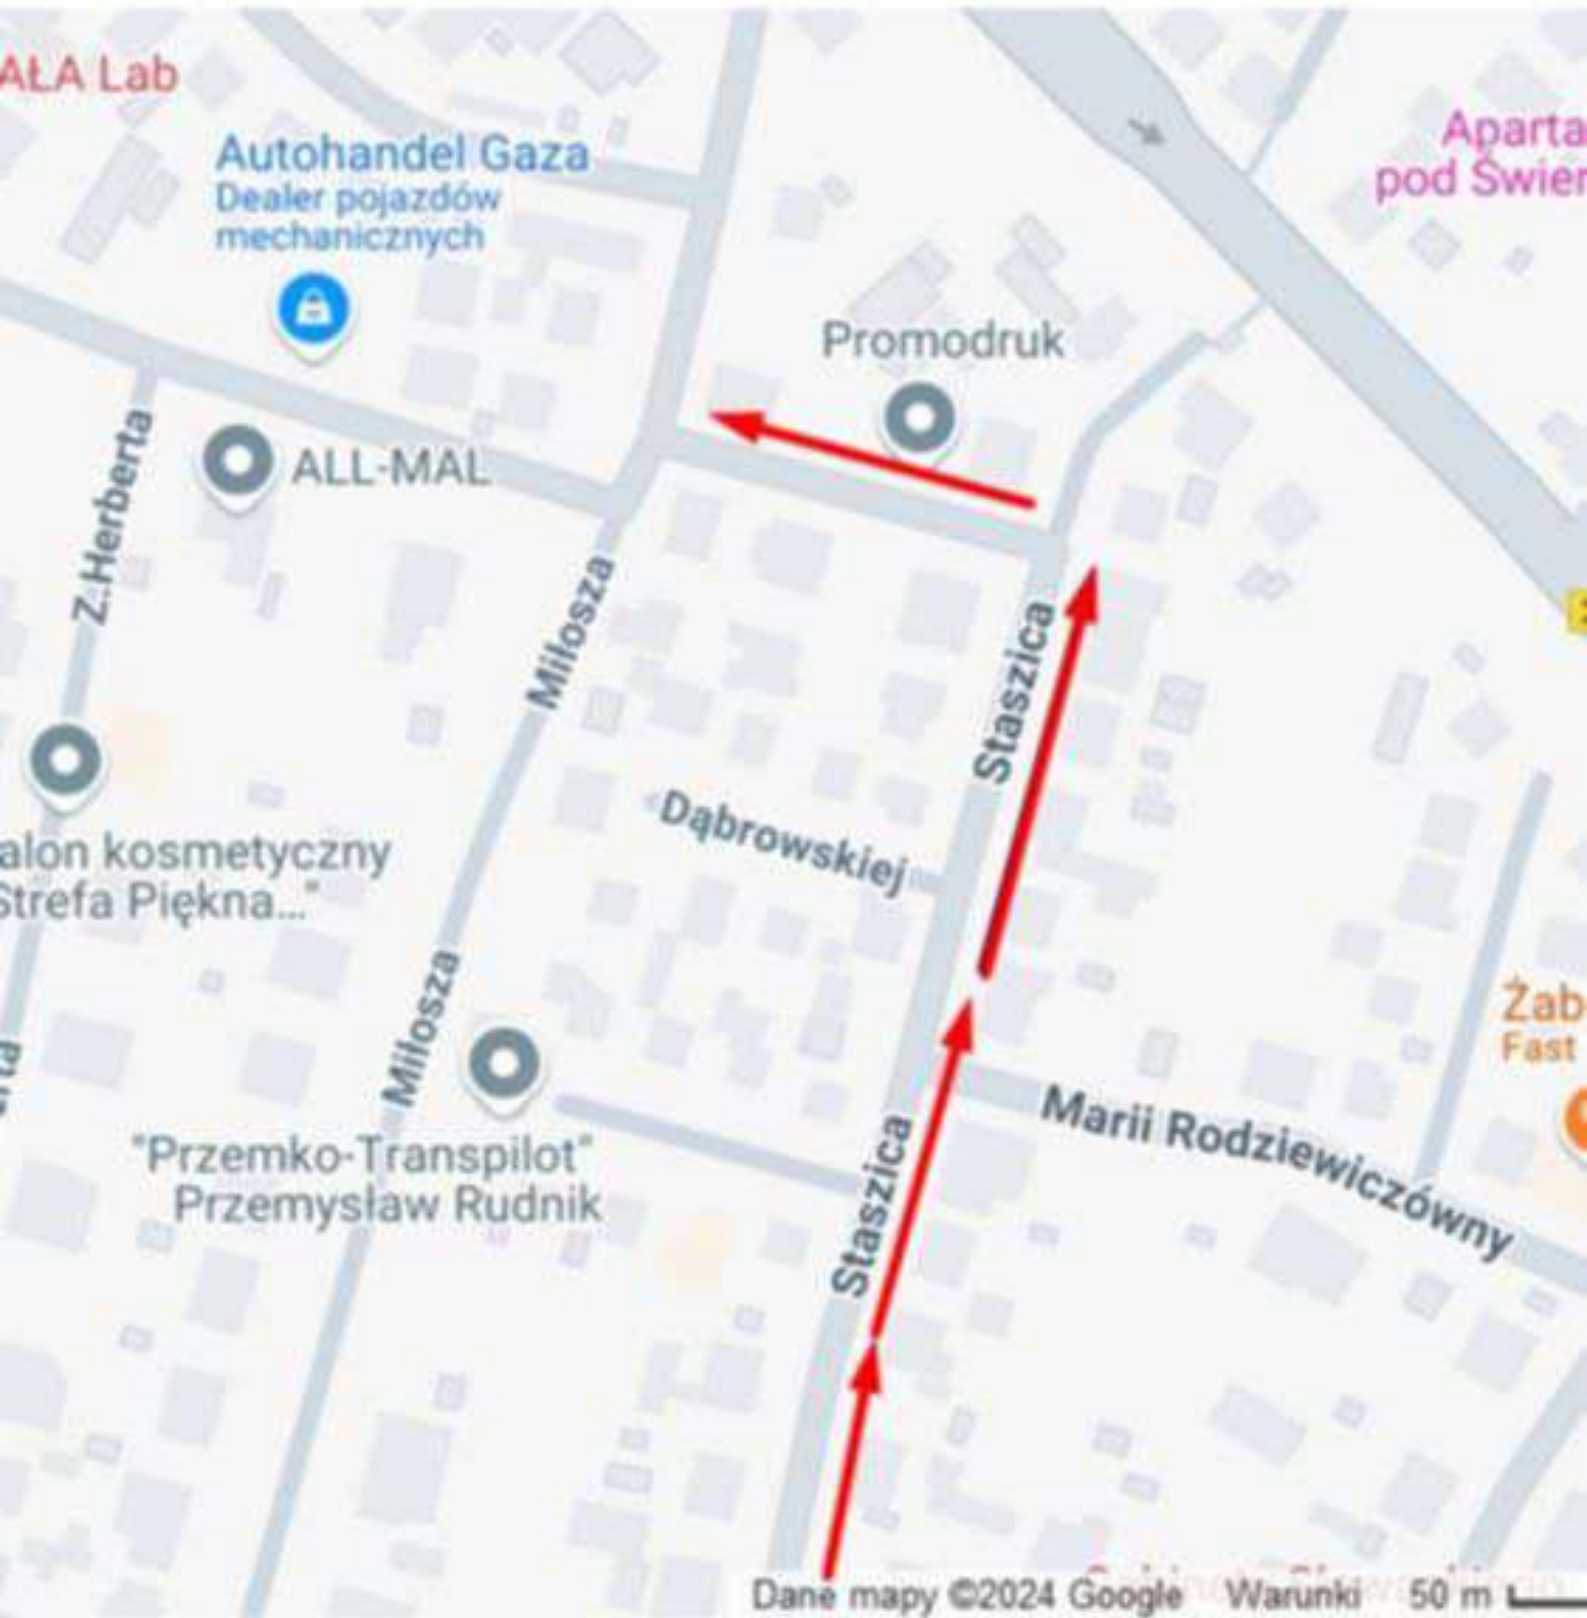 AŁA Lab
Autohandel Gaza
Dealer pojazdów
mechanicznych
Aparta
pod Świer
Promodruk
Z.Herberta
ALL-MAL
Miłosza
Staszica
Dąbrowskiej
alon kosmetyczny
Strefa Piękna..."
Miłosza
Żab
Fast
"Przemko-Transpilot"
Przemysław Rudnik
Staszica
Marii Rodziewiczówny
Dane mapy ©2024 Google Warunki 50 m